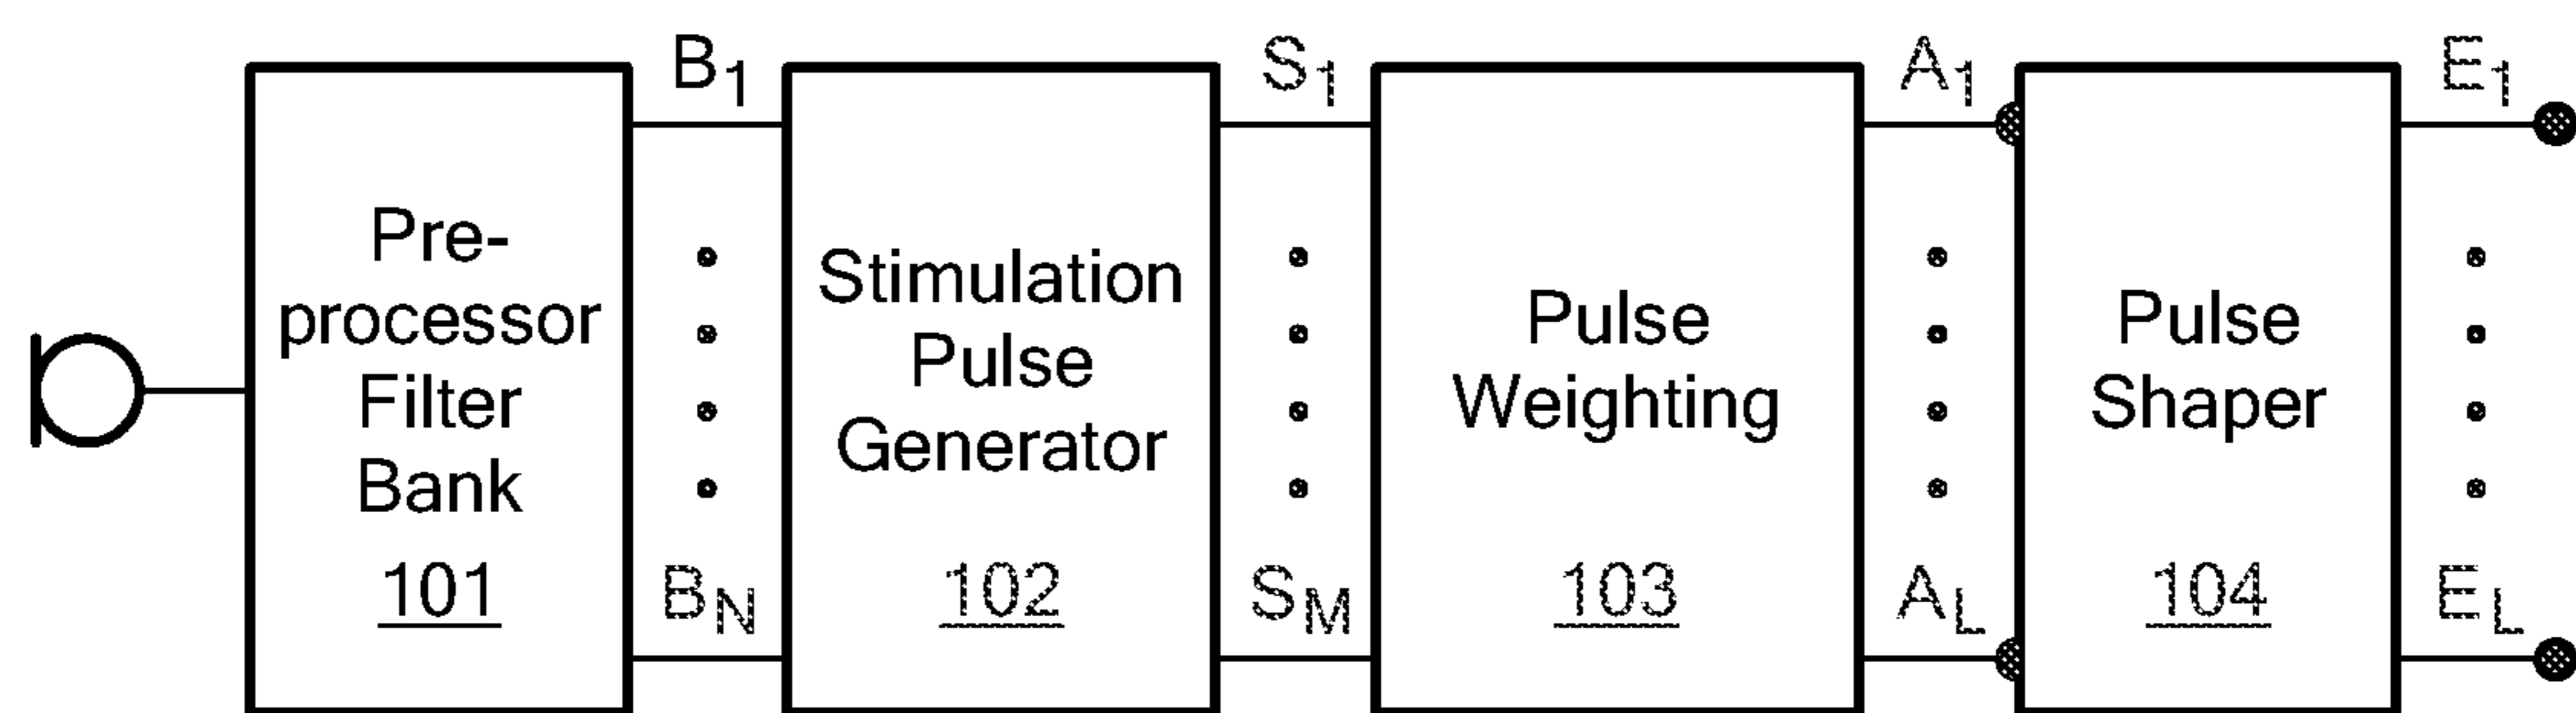 B1
S1
A1
E1
Pre-
processor
Filter
Bank
101
Stimulation
Pulse
Generator
102
Pulse
Weighting
103
Pulse
Shaper
104
BN
SM
AL
EL